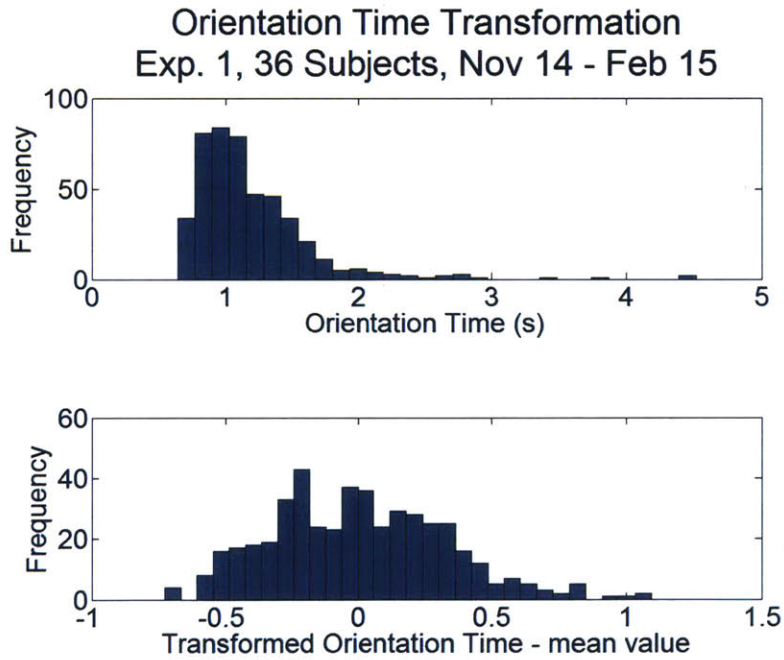 Orientation Time Transformation
Exp. 1, 36 Subjects, Nov 14 - Feb 15
100
50
0
Frequency
0 1 2 3 4 5
Orientation Time (s)
60
40
20
0
Frequency
-1 -0.5 0 0.5 1 1.5
Transformed Orientation Time - mean value